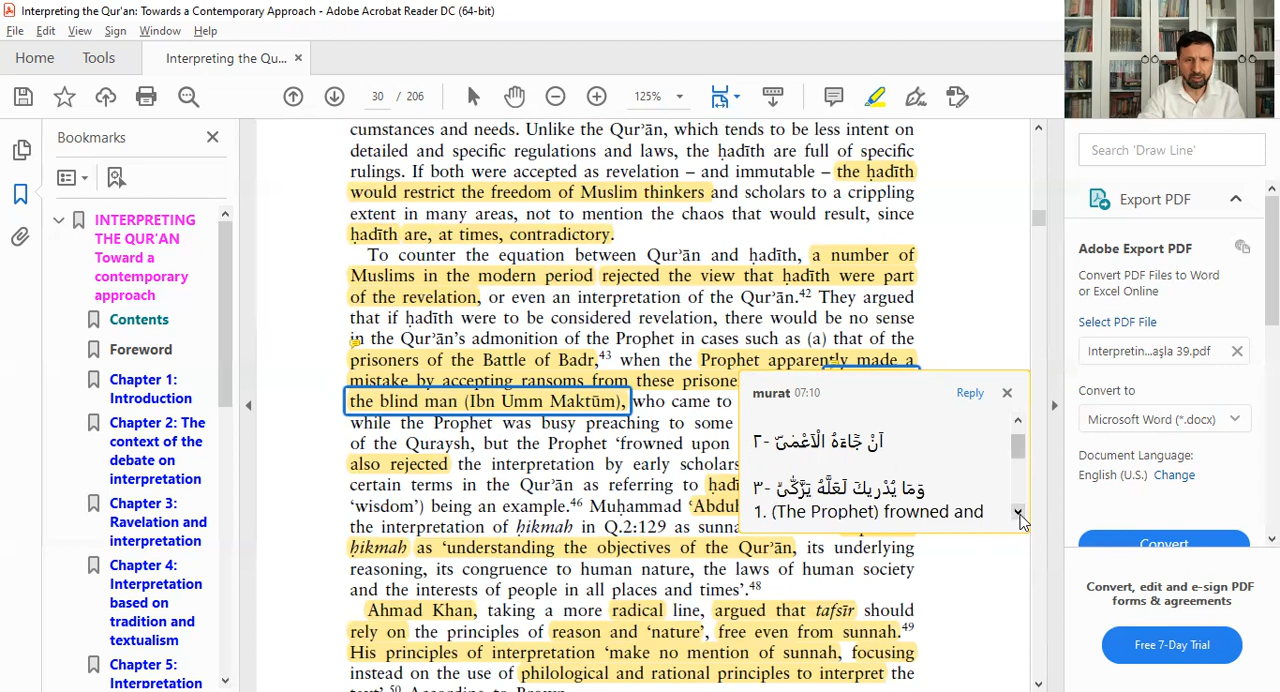 Interpreting the Qur'an: Towards a Contemporary Approach - Adobe Acrobat Reader DC (64-bit)
File Edit View Sign Window Help
Home Tools Interpreting the Qu... ×
30 / 206 125%
Bookmarks
INTERPRETING
THE QUR'AN
Toward a
contemporary
approach
Contents
Foreword
Chapter 1:
Introduction
Chapter 2: The
context of the
debate on
interpretation
Chapter 3:
Ravelation and
interpretation
Chapter 4:
Interpretation
based on
tradition and
textualism
Chapter 5:
Interpretation
cumstances and needs. Unlike the Qurʾān, which tends to be less intent on
detailed and specific regulations and laws, the ḥadīth are full of specific
rulings. If both were accepted as revelation – and immutable – the ḥadīth
would restrict the freedom of Muslim thinkers and scholars to a crippling
extent in many areas, not to mention the chaos that would result, since
ḥadīth are, at times, contradictory.
To counter the equation between Qurʾān and ḥadīth, a number of
Muslims in the modern period rejected the view that ḥadīth were part
of the revelation, or even an interpretation of the Qurʾān.42 They argued
that if ḥadīth were to be considered revelation, there would be no sense
in the Qurʾān's admonition of the Prophet in cases such as (a) that of the
prisoners of the Battle of Badr,43 when the Prophet apparently made a
mistake by accepting ransoms from these prisone
the blind man (Ibn Umm Maktūm), who came to
while the Prophet was busy preaching to some
of the Quraysh, but the Prophet 'frowned upon
also rejected the interpretation by early scholars
certain terms in the Qurʾān as referring to ḥadī
'wisdom') being an example.46 Muḥammad ʿAbdul
the interpretation of ḥikmah in Q.2:129 as sunna
ḥikmah as 'understanding the objectives of the Qurʾān, its underlying
reasoning, its congruence to human nature, the laws of human society
and the interests of people in all places and times'.48
Ahmad Khan, taking a more radical line, argued that tafsīr should
rely on the principles of reason and 'nature', free even from sunnah.49
His principles of interpretation 'make no mention of sunnah, focusing
instead on the use of philological and rational principles to interpret the
murat 07:10 Reply
٢- اَنْ جَٓاءَهُ الْاَعْمٰىۜ
٣- وَمَا يُدْر۪يكَ لَعَلَّهُ يَزَّكّٰىۙ
1. (The Prophet) frowned and
Search 'Draw Line'
Export PDF
Adobe Export PDF
Convert PDF Files to Word
or Excel Online
Select PDF File
Interpretin...aşla 39.pdf
Convert to
Microsoft Word (*.docx)
Document Language:
English (U.S.) Change
Convert
Convert, edit and e-sign PDF
forms & agreements
Free 7-Day Trial